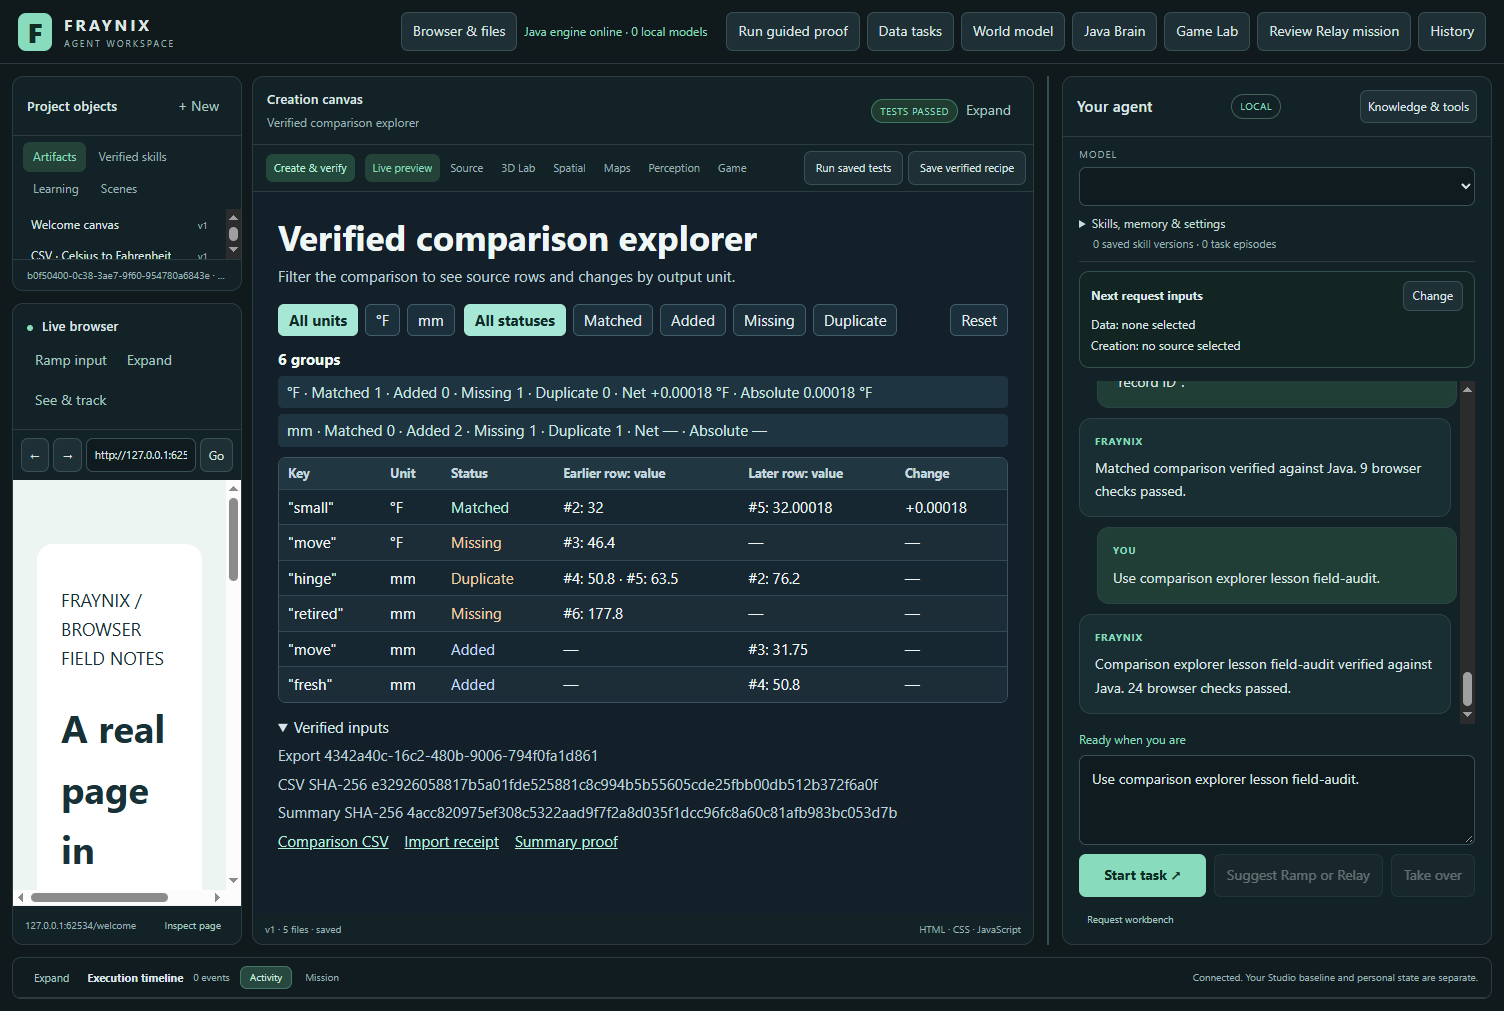 F FRAYNIX
AGENT WORKSPACE
Browser & files
Java engine online · 0 local models
Run guided proof
Data tasks
World model
Java Brain
Game Lab
Review Relay mission
History
Project objects
+ New
Artifacts
Verified skills
Learning
Scenes
Welcome canvas v1
CSV · Celsius to Fahrenheit v1
b0f50400-0c38-3ae7-9f60-954780a6843e · ...
Live browser
Ramp input
Expand
See & track
←
→
http://127.0.0.1:625
Go
FRAYNIX /
BROWSER
FIELD NOTES
A real
page
in
127.0.0.1:62534/welcome
Inspect page
Creation canvas
Verified comparison explorer
TESTS PASSED
Expand
Create & verify
Live preview
Source
3D Lab
Spatial
Maps
Perception
Game
Run saved tests
Save verified recipe
Verified comparison explorer
Filter the comparison to see source rows and changes by output unit.
All units
°F
mm
All statuses
Matched
Added
Missing
Duplicate
Reset
6 groups
°F · Matched 1 · Added 0 · Missing 1 · Duplicate 0 · Net +0.00018 °F · Absolute 0.00018 °F
mm · Matched 0 · Added 2 · Missing 1 · Duplicate 1 · Net — · Absolute —
Key Unit Status Earlier row: value Later row: value Change
"small" °F Matched #2: 32 #5: 32.00018 +0.00018
"move" °F Missing #3: 46.4 — —
"hinge" mm Duplicate #4: 50.8 · #5: 63.5 #2: 76.2 —
"retired" mm Missing #6: 177.8 — —
"move" mm Added — #3: 31.75 —
"fresh" mm Added — #4: 50.8 —
▼ Verified inputs
Export 4342a40c-16c2-480b-9006-794f0fa1d861
CSV SHA-256 e32926058817b5a01fde525881c8c994b5b55605cde25fbb00db512b372f6a0f
Summary SHA-256 4acc820975ef308c5322aad9f7f2a8d035f1dcc96fc8a60c81afb983bc053d7b
Comparison CSV
Import receipt
Summary proof
v1 · 5 files · saved
HTML · CSS · JavaScript
Your agent
LOCAL
Knowledge & tools
MODEL
Skills, memory & settings
0 saved skill versions · 0 task episodes
Next request inputs
Change
Data: none selected
Creation: no source selected
record ID".
FRAYNIX
Matched comparison verified against Java. 9 browser
checks passed.
YOU
Use comparison explorer lesson field-audit.
FRAYNIX
Comparison explorer lesson field-audit verified against
Java. 24 browser checks passed.
Ready when you are
Use comparison explorer lesson field-audit.
Start task ↗
Suggest Ramp or Relay
Take over
Request workbench
Expand
Execution timeline
0 events
Activity
Mission
Connected. Your Studio baseline and personal state are separate.